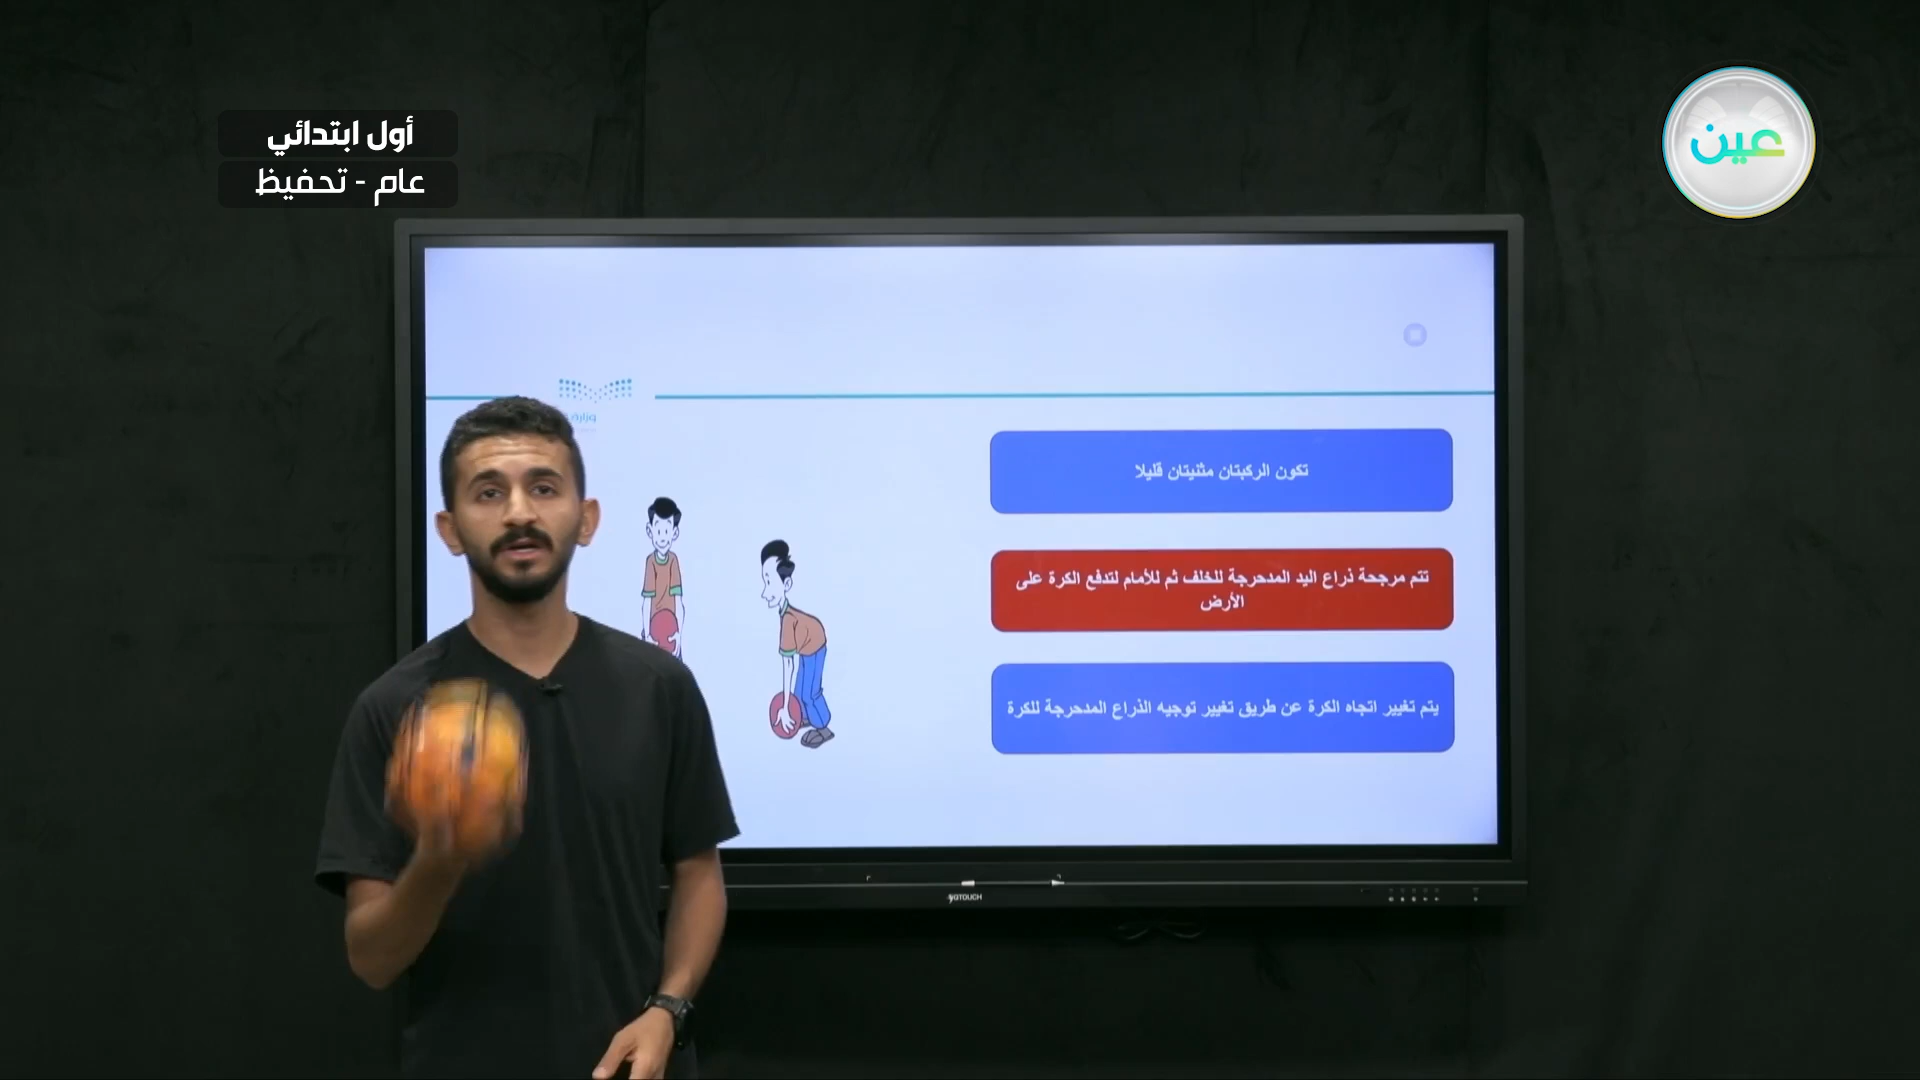 أول ابتدائي
عام - تحفيظ
عين
وزارة
تكون الركبتان مثنيتان قليلا
تتم مرجحة ذراع اليد المدحرجة للخلف ثم للأمام لتدفع الكرة على
الأرض
يتم تغيير اتجاه الكرة عن طريق تغيير توجيه الذراع المدحرجة للكرة